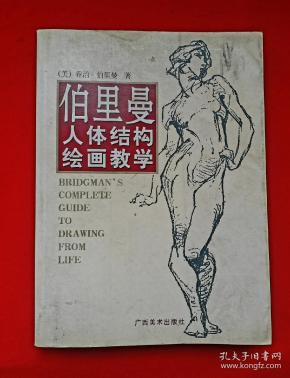 (美) 乔治·伯里曼 著
伯里曼
人体结构
绘画教学
BRIDGMAN'S
COMPLETE
GUIDE
TO
DRAWING
FROM
LIFE
广西美术出版社
孔夫子旧书网